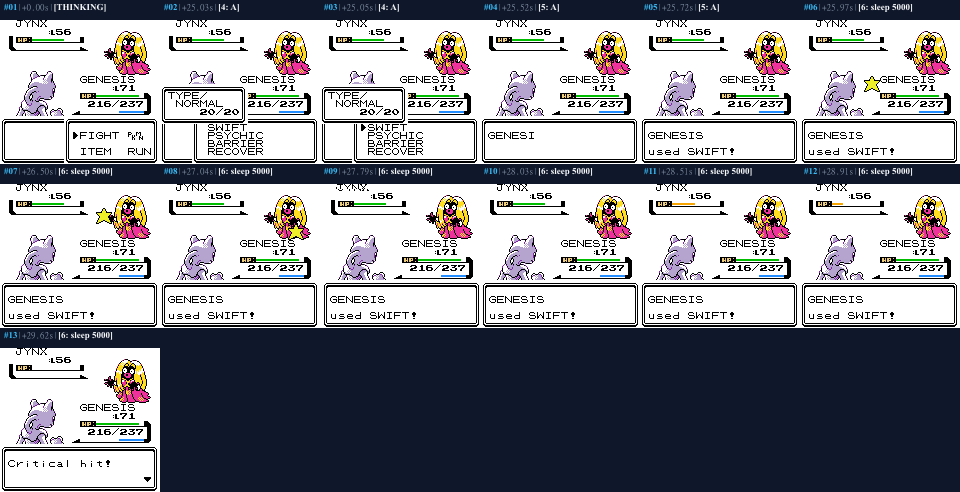 #01 | +0.00s | [THINKING]
JYNX
:L56
HP:
GENESIS
:L71
HP:
216/237
▶FIGHT PKMN
ITEM RUN
#02 | +25.03s | [4: A]
JYNX
:L56
HP:
GENESIS
:L71
216/237
TYPE/
NORMAL
20/20
SWIFT
PSYCHIC
BARRIER
RECOVER
#03 | +25.05s | [4: A]
JYNX
:L56
HP:
GENESIS
:L71
216/237
TYPE/
NORMAL
20/20
▶SWIFT
PSYCHIC
BARRIER
RECOVER
#04 | +25.52s | [5: A]
JYNX
:L56
HP:
GENESIS
:L71
HP:
216/237
GENESI
#05 | +25.72s | [5: A]
JYNX
:L56
HP:
GENESIS
:L71
HP:
216/237
GENESIS
used SWIFT!
#06 | +25.97s | [6: sleep 5000]
JYNX
:L56
HP:
GENESIS
:L71
HP:
216/237
GENESIS
used SWIFT!
#07 | +26.50s | [6: sleep 5000]
JYNX
:L56
HP:
GENESIS
:L71
HP:
216/237
GENESIS
used SWIFT!
#08 | +27.04s | [6: sleep 5000]
JYNX
:L56
HP:
GENESIS
:L71
HP:
216/237
GENESIS
used SWIFT!
#09 | +27.79s | [6: sleep 5000]
JYNX
:L56
HP:
GENESIS
:L71
HP:
216/237
GENESIS
used SWIFT!
#10 | +28.03s | [6: sleep 5000]
JYNX
:L56
HP:
GENESIS
:L71
HP:
216/237
GENESIS
used SWIFT!
#11 | +28.51s | [6: sleep 5000]
JYNX
:L56
HP:
GENESIS
:L71
HP:
216/237
GENESIS
used SWIFT!
#12 | +28.91s | [6: sleep 5000]
JYNX
:L56
HP:
GENESIS
:L71
HP:
216/237
GENESIS
used SWIFT!
#13 | +29.62s | [6: sleep 5000]
JYNX
:L56
HP:
GENESIS
:L71
HP:
216/237
Critical hit!